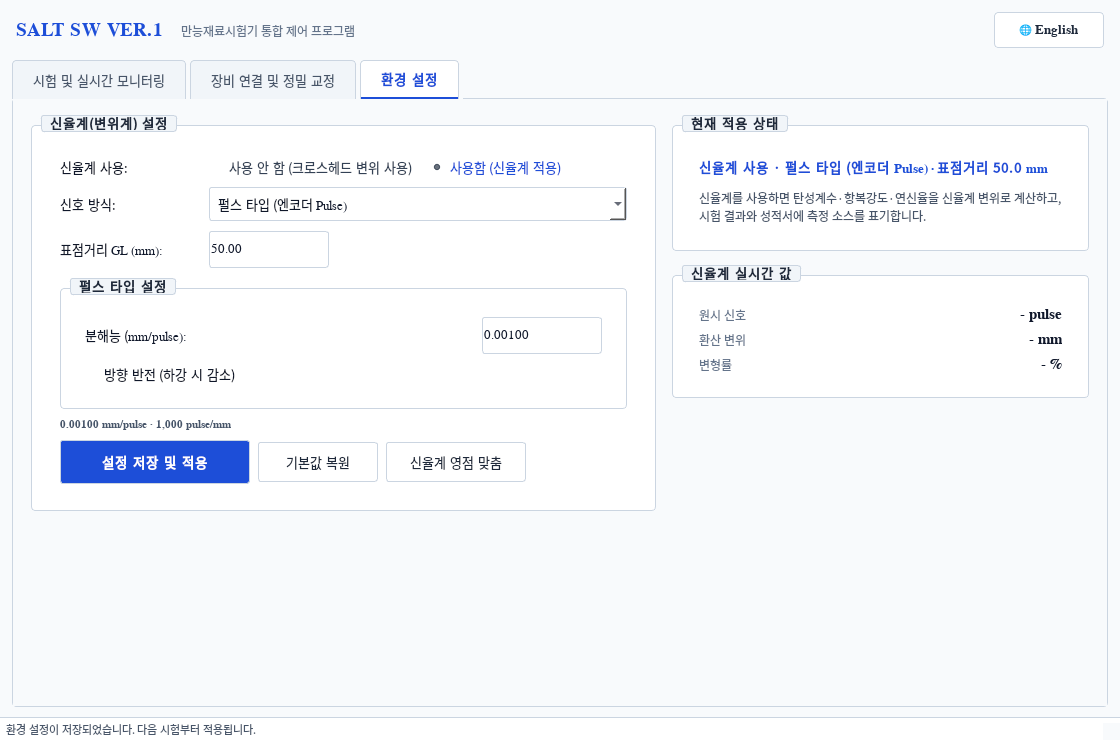 SALT SW VER.1 만능재료시험기 통합 제어 프로그램
English
시험 및 실시간 모니터링
장비 연결 및 정밀 교정
환경 설정
신율계(변위계) 설정
신율계 사용: 사용 안 함 (크로스헤드 변위 사용) 사용함 (신율계 적용)
신호 방식: 펄스 타입 (엔코더 Pulse)
표점거리 GL (mm): 50.00
펄스 타입 설정
분해능 (mm/pulse): 0.00100
방향 반전 (하강 시 감소)
0.00100 mm/pulse · 1,000 pulse/mm
설정 저장 및 적용
기본값 복원
신율계 영점 맞춤
현재 적용 상태
신율계 사용 · 펄스 타입 (엔코더 Pulse) · 표점거리 50.0 mm
신율계를 사용하면 탄성계수·항복강도·연신율을 신율계 변위로 계산하고,
시험 결과와 성적서에 측정 소스를 표기합니다.
신율계 실시간 값
원시 신호 - pulse
환산 변위 - mm
변형률 - %
환경 설정이 저장되었습니다. 다음 시험부터 적용됩니다.